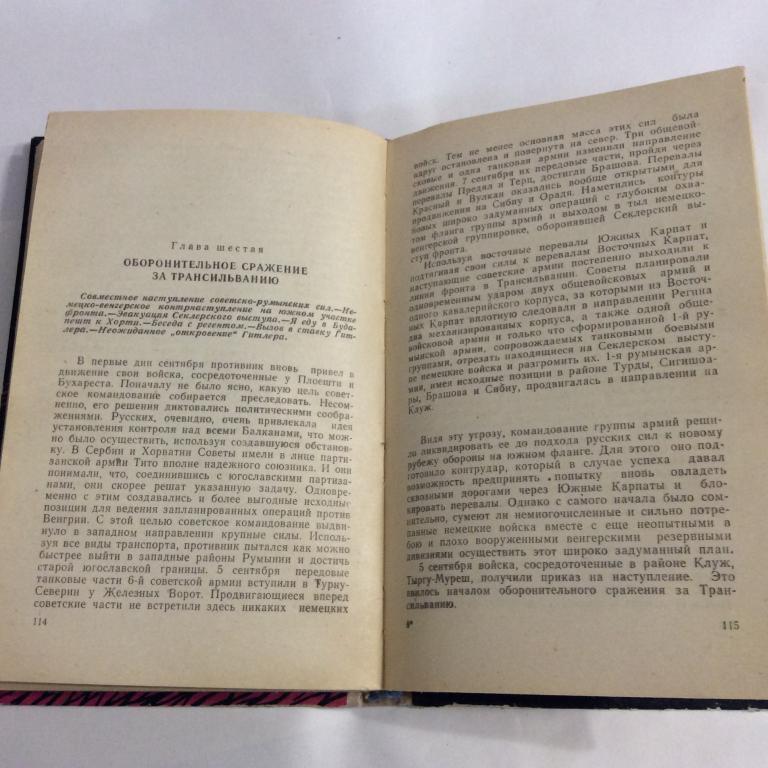 Глава шестая
ОБОРОНИТЕЛЬНОЕ СРАЖЕНИЕ
ЗА ТРАНСИЛЬВАНИЮ
Совместное наступление советско-румынских сил.—Не-
мецко-венгерское контрнаступление на южном участке
фронта.—Эвакуация Секлерского выступа.—Я еду в Буда-
пешт к Хорти.—Беседа с регентом.—Вызов в ставку Гит-
лера.—Неожиданное „откровение" Гитлера.
В первые дни сентября противник вновь привел в
движение свои войска, сосредоточенные у Плоешти и
Бухареста. Поначалу не было ясно, какую цель совет-
ское командование собирается преследовать. Несом-
ненно, его решения диктовались политическими сообра-
жениями. Русских, очевидно, очень привлекала идея
установления контроля над всеми Балканами, что мож-
но было осуществить, используя создавшуюся обстанов-
ку. В Сербии и Хорватии Советы имели в лице парти-
занской армии Тито вполне надежного союзника. И они
понимали, что, соединившись с югославскими партиза-
нами, они скорее решат указанную задачу. Одновре-
менно с этим создавались и более выгодные исходные
позиции для ведения запланированных операций против
Венгрии. С этой целью советское командование выдви-
нуло в западном направлении крупные силы. Исполь-
зуя все виды транспорта, противник пытался как можно
быстрее выйти в западные районы Румынии и достичь
старой югославской границы. 5 сентября передовые
танковые части 6-й советской армии вступили в Турну-
Северин у Железных Ворот. Продвигающиеся вперед
советские части не встретили здесь никаких немецких
114
войск. Тем не менее основная масса этих сил была
вдруг остановлена и повернута на север. Три общевой-
сковые и одна танковая армии изменили направление
движения. 7 сентября их передовые части, пройдя через
перевалы Предял и Терц, достигли Брашова. Перевалы
Красный и Вулкан оказались вообще открытыми для
продвижения на Сибиу и Орадя. Наметились контуры
новых широко задуманных операций с глубоким охва-
том фланга группы армий и выходом в тыл немецко-
венгерской группировке, оборонявшей Секлерский вы-
ступ фронта.
Используя восточные перевалы Южных Карпат и
подтягивая свои силы к перевалам Восточных Карпат,
наступающие советские армии постепенно выходили к
линии фронта в Трансильвании. Советы планировали
одновременным ударом двух общевойсковых армий и
одного кавалерийского корпуса, за которыми из Восточ-
ных Карпат вплотную следовали в направлении Регина
два механизированных корпуса, а также одной обще-
войсковой армии и только что сформированной 1-й ру-
мынской армии, сопровождаемых танковыми боевыми
группами, отрезать находящиеся на Секлерском высту-
пе немецкие войска и разгромить их. 1-я румынская ар-
мия, имея исходные позиции в районе Турды, Сигишоа-
ры, Брашова и Сибиу, продвигалась в направлении на
Клуж.
Видя эту угрозу, командование группы армий реши-
ло ликвидировать ее до подхода русских сил к новому
рубежу обороны на южном фланге. Для этого оно под-
готовило контрудар, который в случае успеха давал
возможность предпринять попытку вновь овладеть
сквозными дорогами через Южные Карпаты и бло-
кировать перевалы. Однако с самого начала было сом-
нительно, сумеют ли немногочисленные и сильно потре-
панные немецкие войска вместе с еще неопытными в
бою и плохо вооруженными венгерскими резервными
дивизиями осуществить этот широко задуманный план.
5 сентября войска, сосредоточенные в районе Клуж,
Тыргу-Муреш, получили приказ на наступление. Это
явилось началом оборонительного сражения за Тран-
сильванию.
8* 115